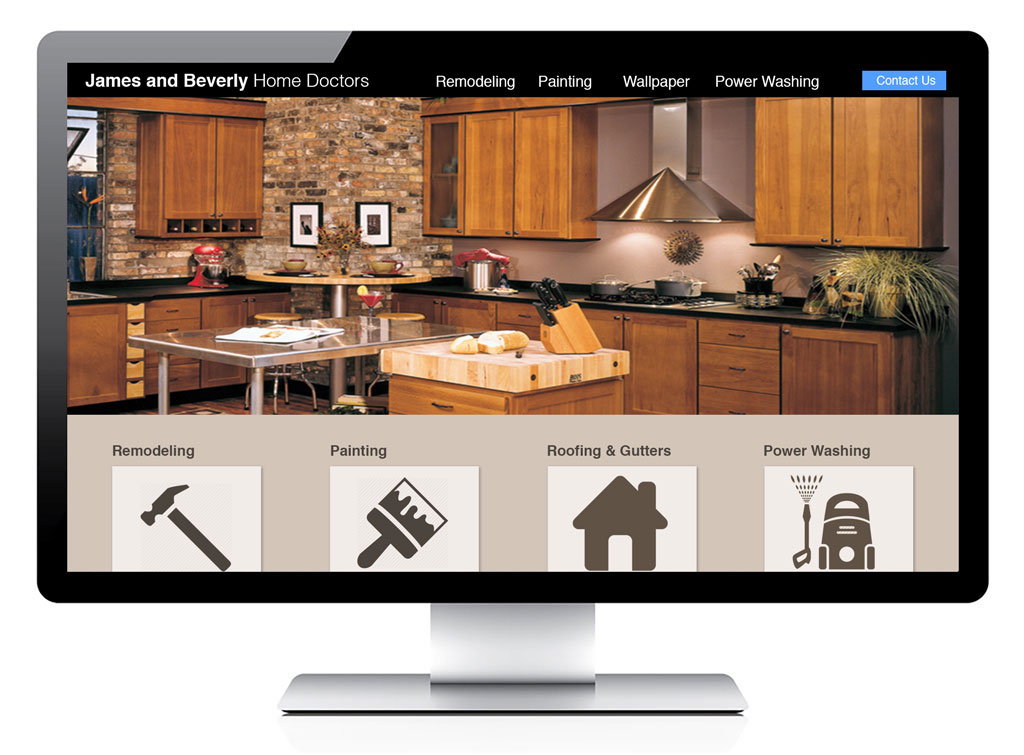 James and Beverly Home Doctors Remodeling Painting Wallpaper Power Washing Contact Us
Remodeling Painting Roofing & Gutters Power Washing